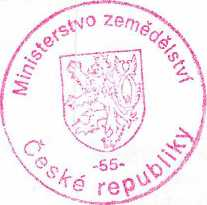 Ministerstvo zemědělství
-55-
České republiky